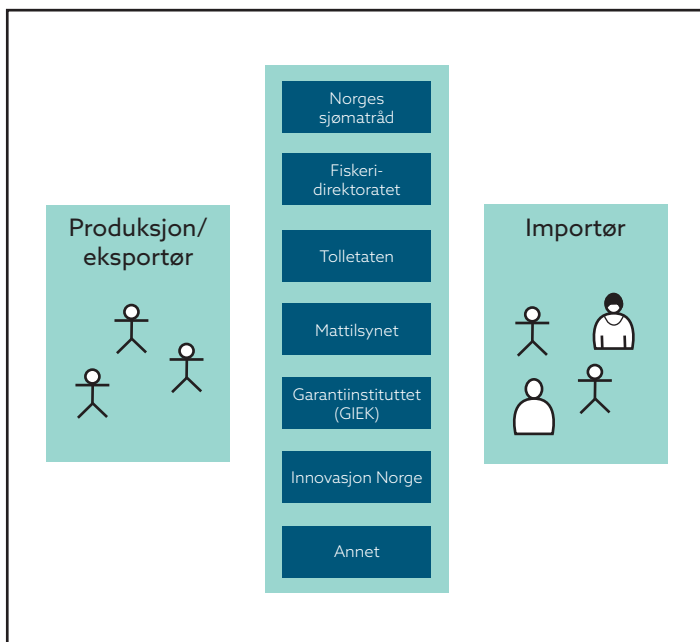 Produksjon/
eksportør
Norges
sjømatråd
Fiskeri-
direktoratet
Tolletaten
Mattilsynet
Garantiinstituttet
(GIEK)
Innovasjon Norge
Annet
Importør